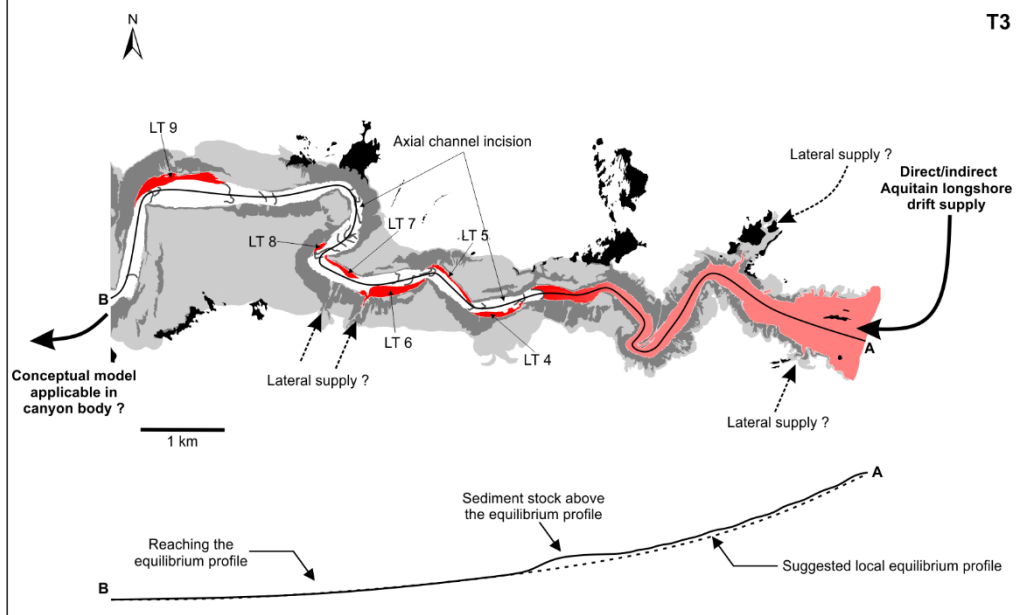 N
T3
LT 9
Axial channel incision
Lateral supply ?
Direct/indirect
Aquitain longshore
drift supply
LT 8
LT 7
LT 5
B
A
LT 6
LT 4
Lateral supply ?
Lateral supply ?
Conceptual model
applicable in
canyon body ?
1 km
A
Sediment stock above
the equilibrium profile
Reaching the
equilibrium profile
Suggested local equilibrium profile
B